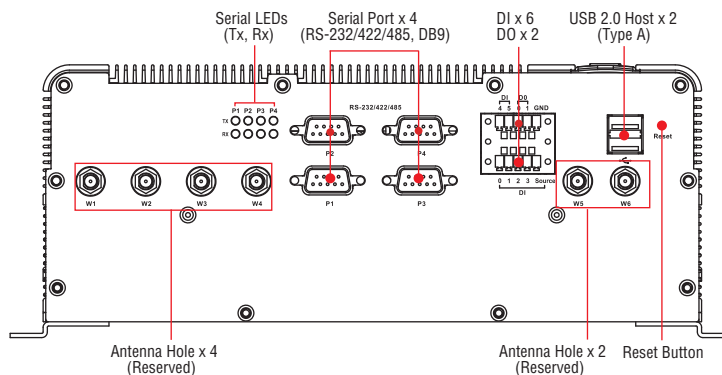 Serial LEDs
(Tx, Rx)
Serial Port x 4
(RS-232/422/485, DB9)
DI x 6
DO x 2
USB 2.0 Host x 2
(Type A)
P1 P2 P3 P4
TX
RX
RS-232/422/485
P2
P4
DI D0
4 5 0 1 GND
Reset
W1
W2
W3
W4
P1
P3
0 1 2 3 Source
DI
W5
W6
Antenna Hole x 4
(Reserved)
Antenna Hole x 2
(Reserved)
Reset Button